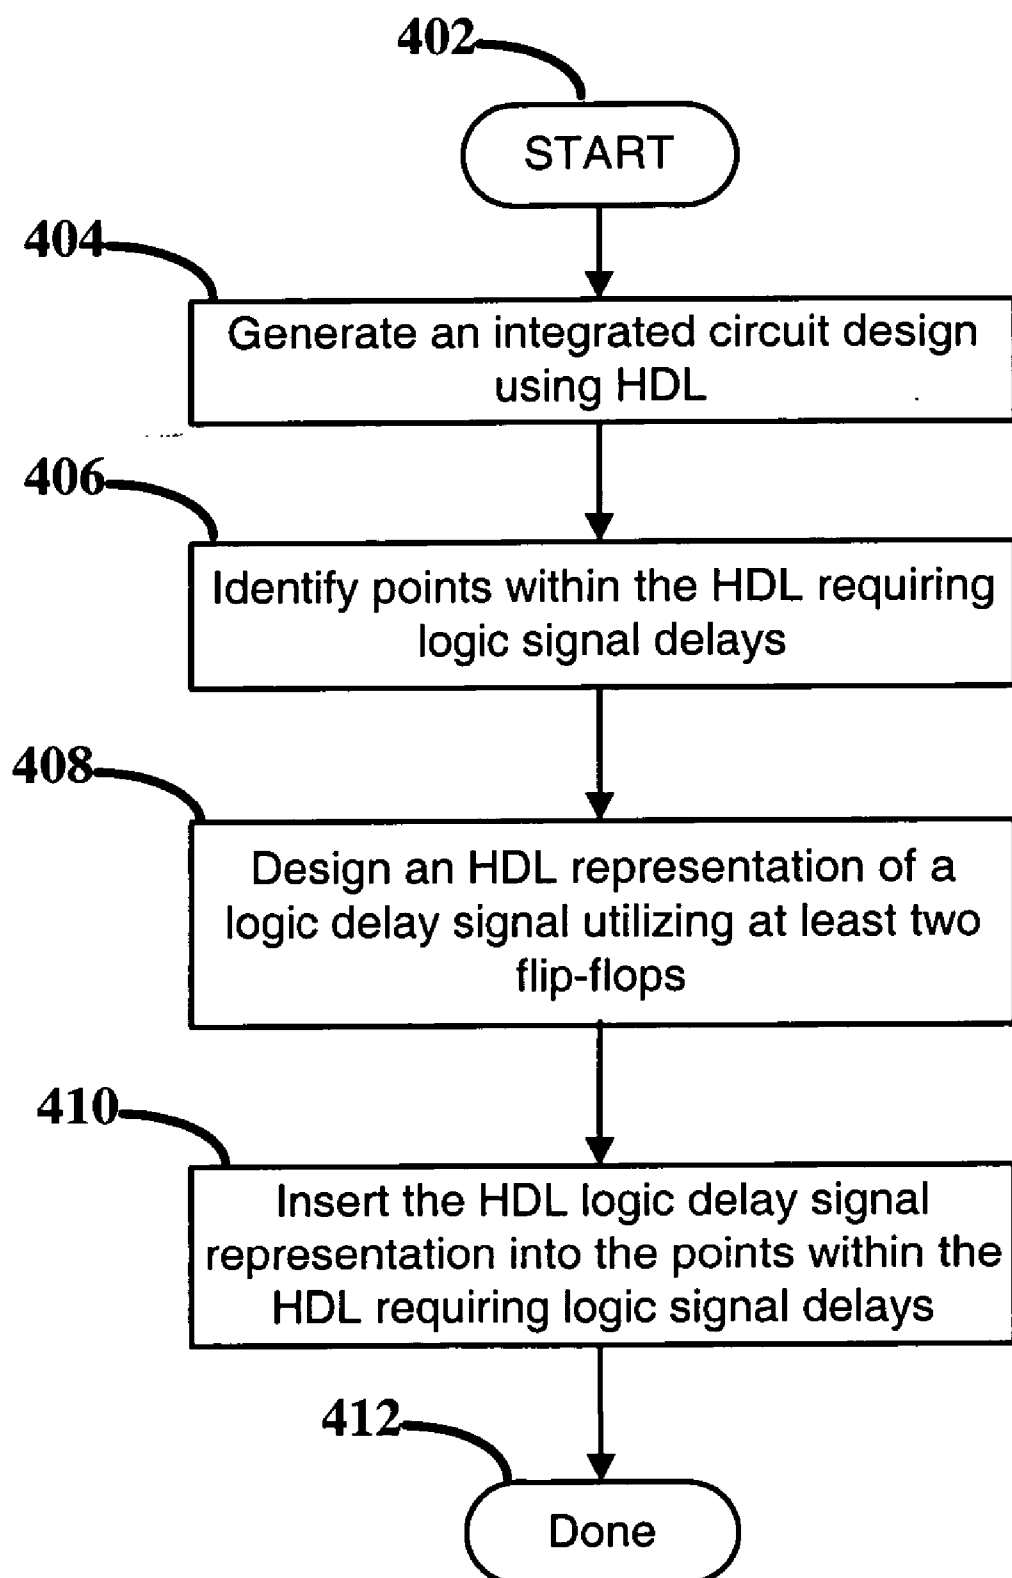 402
START
404
Generate an integrated circuit design
using HDL
406
Identify points within the HDL requiring
logic signal delays
408
Design an HDL representation of a
logic delay signal utilizing at least two
flip-flops
410
Insert the HDL logic delay signal
representation into the points within the
HDL requiring logic signal delays
412
Done